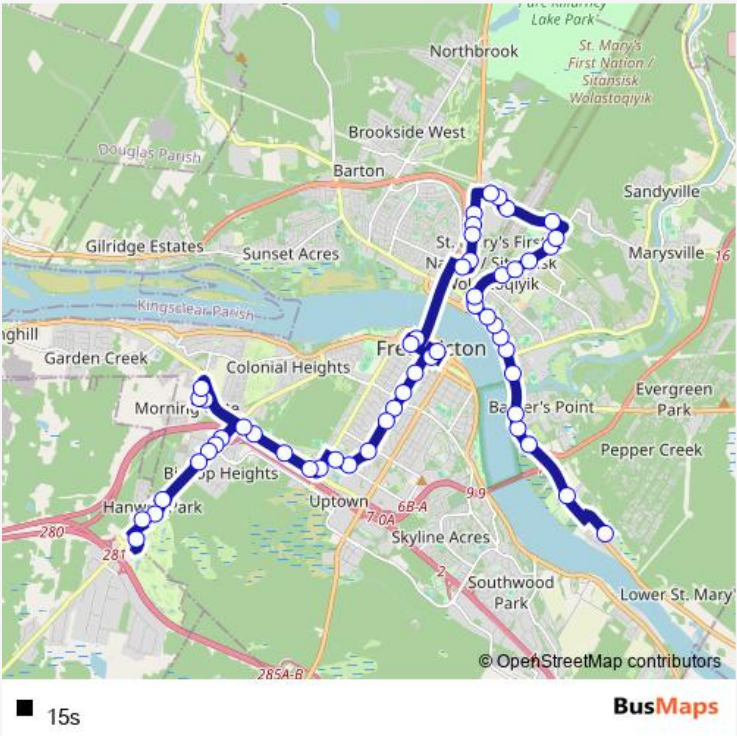 Lake Park
Northbrook
St. Mary's
First Nation /
Sitansisk
Wolastoqiyik
Brookside West
Douglas Parish
Barton
Sandyville
Gilridge Estates
Sunset Acres
Marysville
16
Kingsclear Parish
Garden Creek
Colonial Heights
Evergreen
Park
Pepper Creek
Uptown
6B-A
9 9
7 0A
280
281
Skyline Acres
2
Southwood
Park
Lower St. Mary'
285A-B
© OpenStreetMap contributors
15s
BusMaps